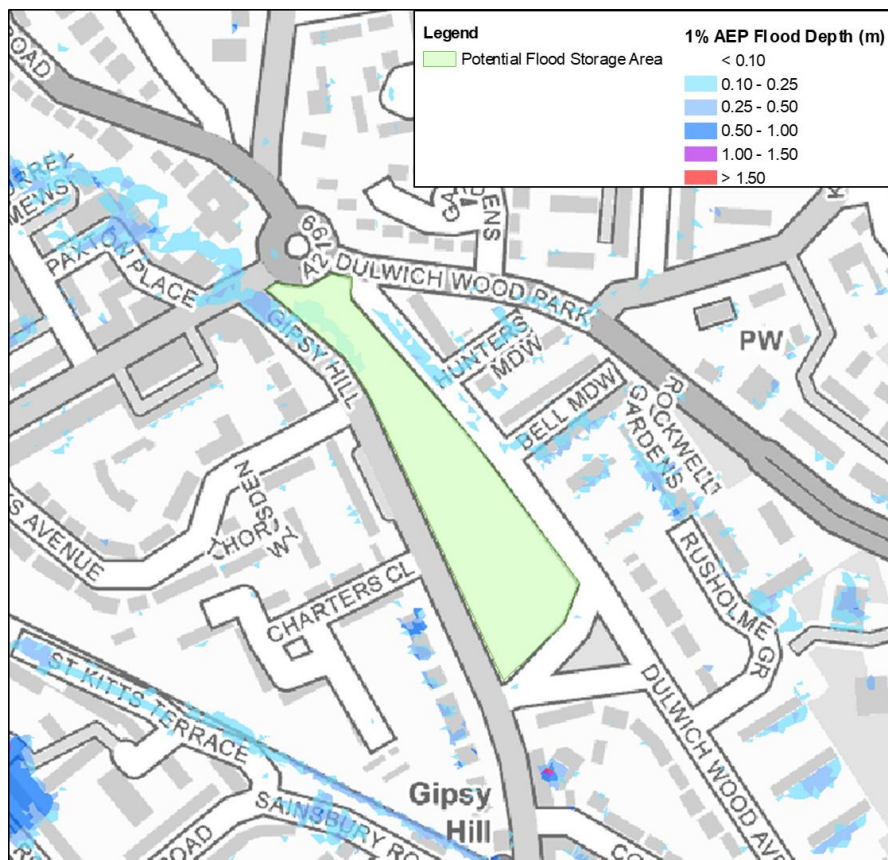 Legend
Potential Flood Storage Area
1% AEP Flood Depth (m)
< 0.10
0.10 - 0.25
0.25 - 0.50
0.50 - 1.00
1.00 - 1.50
> 1.50
ROAD
GARDENS
MEWS
PAXTON PLACE
A2199
DULWICH WOOD PARK
GIPSY HILL
HUNTERS
MDW
BELL MDW
PW
ROCKWELL
GARDENS
AVENUE
CHARTERS CL
RUSHOLME GR
ST KITTS TERRACE
DULWICH WOOD AV
Gipsy
Hill
SAINSBURY RO
ROAD